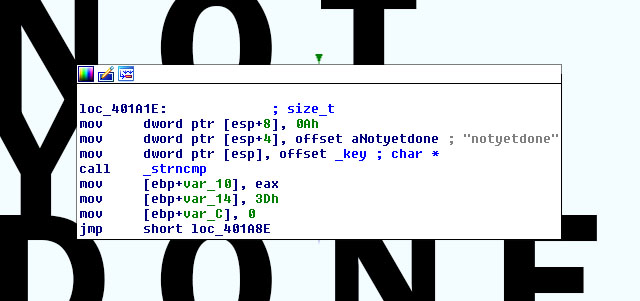 NOT
loc_401A1E: ; size_t
mov dword ptr [esp+8], 0Ah
mov dword ptr [esp+4], offset aNotyetdone ; "notyetdone"
mov dword ptr [esp], offset _key ; char *
call _strncmp
mov [ebp+var_10], eax
mov [ebp+var_14], 3Dh
mov [ebp+var_C], 0
jmp short loc_401A8E
DONE